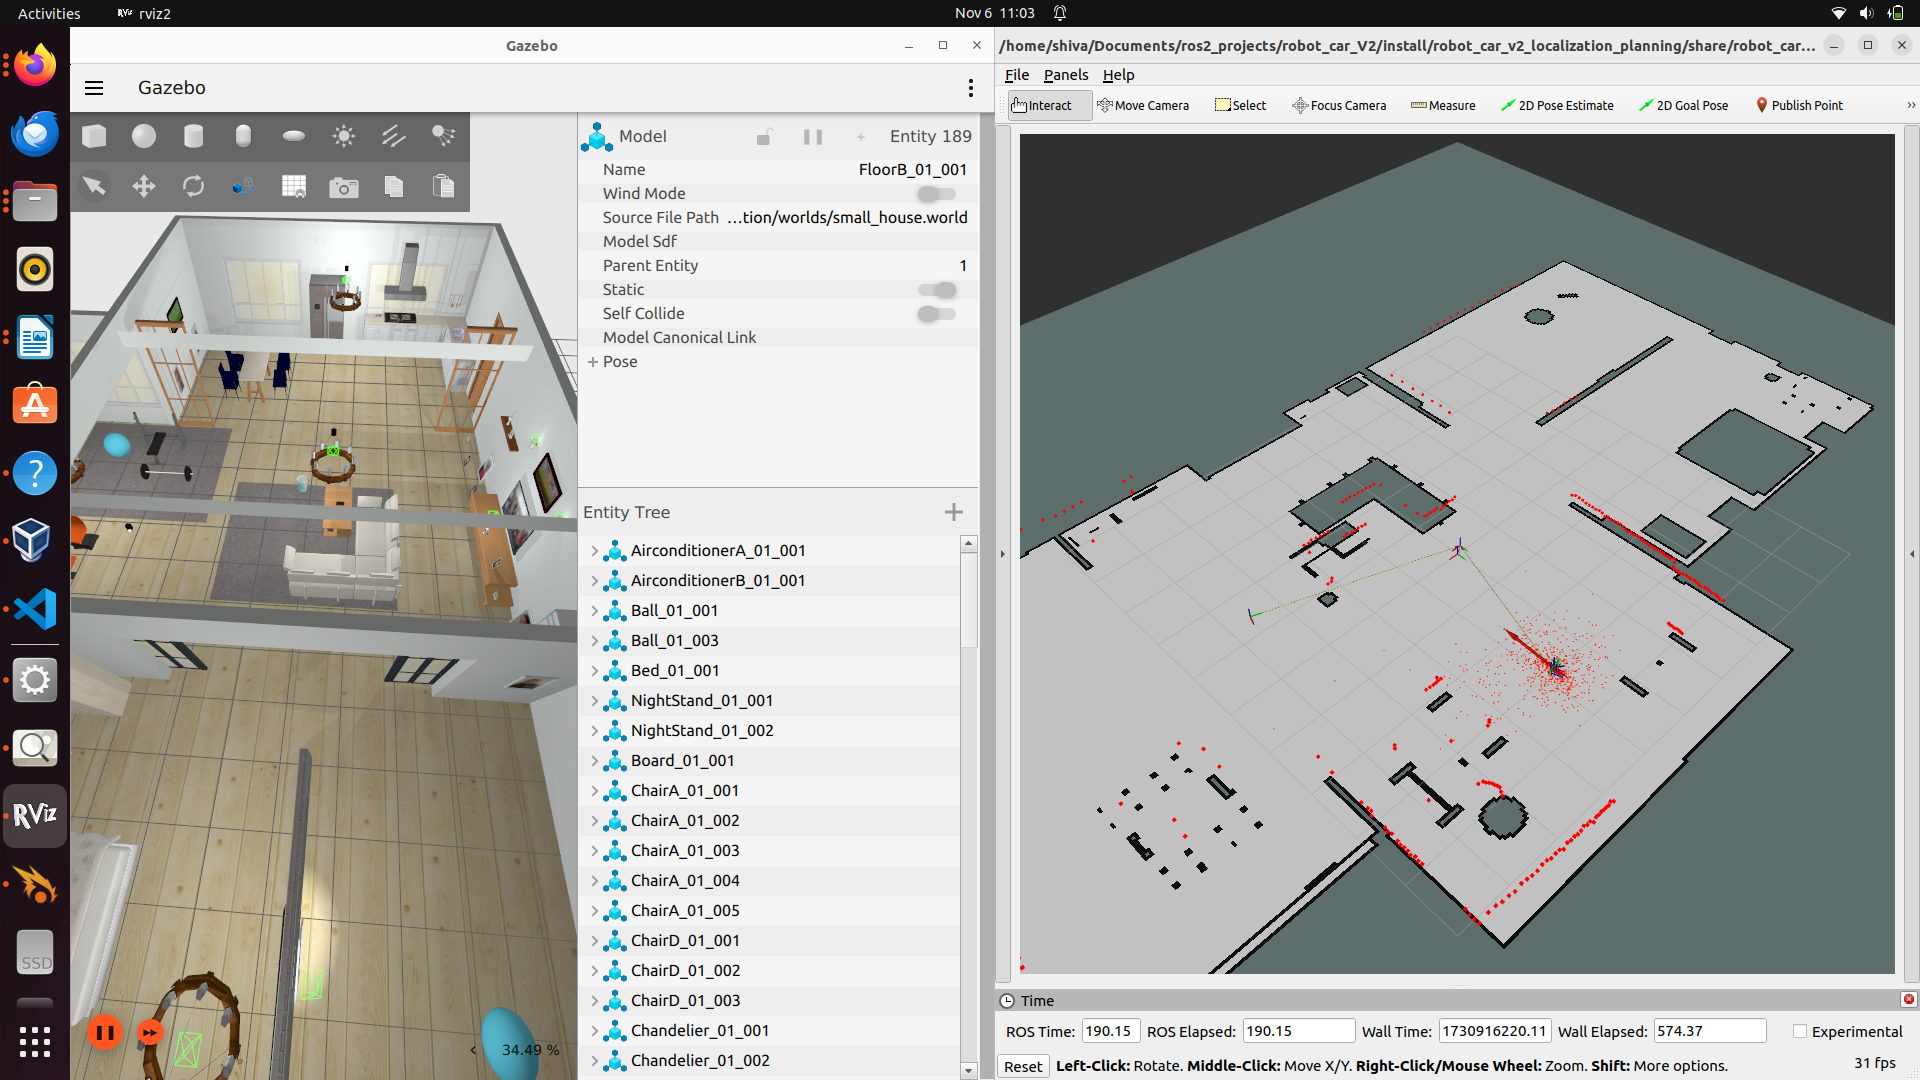 Activities
rviz2
Nov 6 11:03
Gazebo
Gazebo
Model
Entity 189
Name
FloorB_01_001
Wind Mode
Source File Path
...tion/worlds/small_house.world
Model Sdf
Parent Entity
1
Static
Self Collide
Model Canonical Link
Pose
Entity Tree
AirconditionerA_01_001
AirconditionerB_01_001
Ball_01_001
Ball_01_003
Bed_01_001
NightStand_01_001
NightStand_01_002
Board_01_001
ChairA_01_001
ChairA_01_002
ChairA_01_003
ChairA_01_004
ChairA_01_005
ChairD_01_001
ChairD_01_002
ChairD_01_003
Chandelier_01_001
Chandelier_01_002
34.49 %
/home/shiva/Documents/ros2_projects/robot_car_V2/install/robot_car_v2_localization_planning/share/robot_car...
File Panels Help
Interact
Move Camera
Select
Focus Camera
Measure
2D Pose Estimate
2D Goal Pose
Publish Point
Time
ROS Time: 190.15
ROS Elapsed: 190.15
Wall Time: 1730916220.11
Wall Elapsed: 574.37
Experimental
Reset
Left-Click: Rotate. Middle-Click: Move X/Y. Right-Click/Mouse Wheel: Zoom. Shift: More options.
31 fps
RViz
SSD